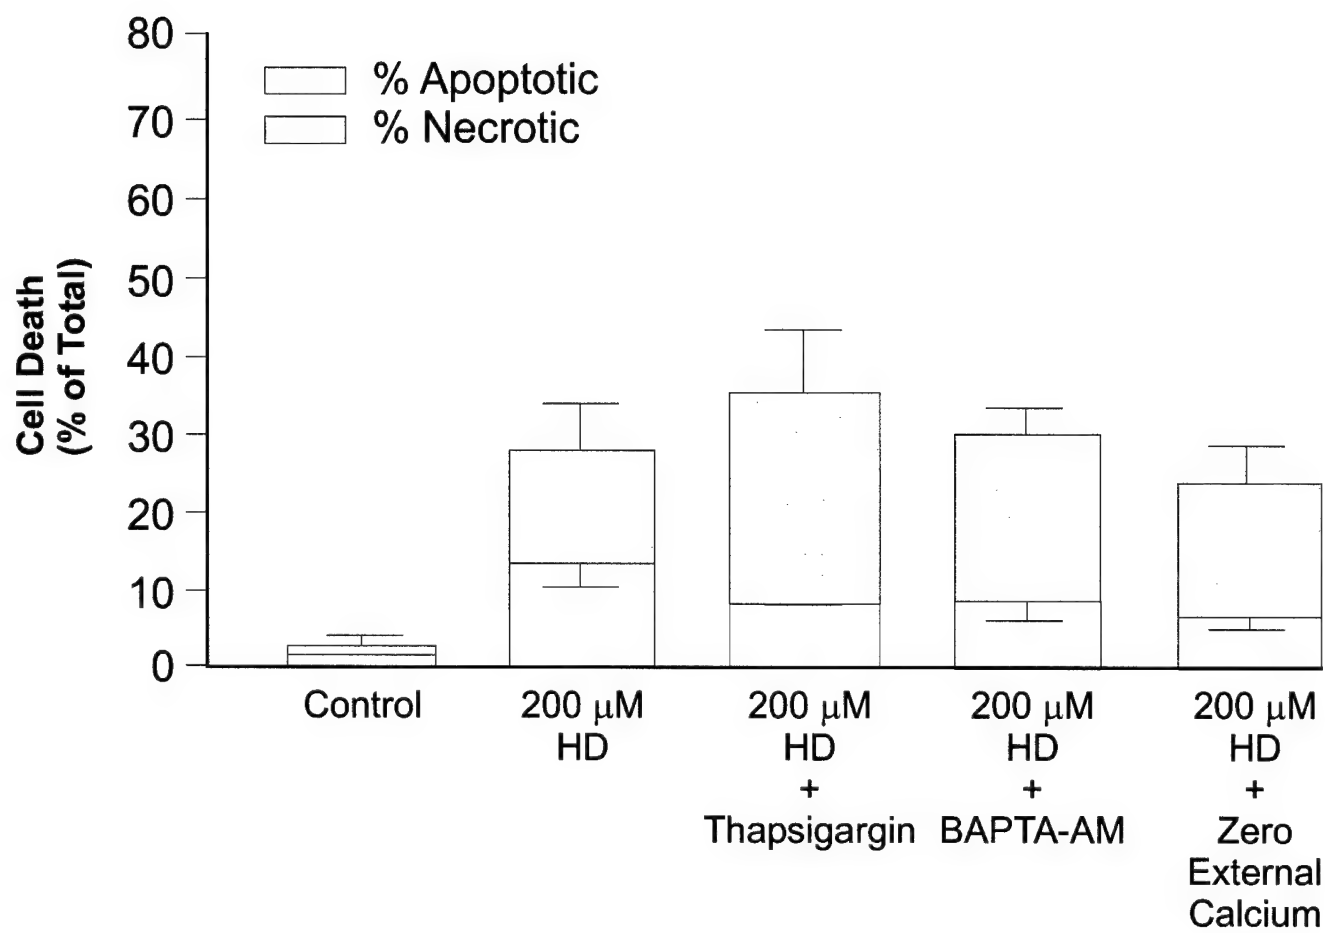 80
70
60
50
40
30
20
10
0
Cell Death
(% of Total)
% Apoptotic
% Necrotic
Control
200 μM
HD
200 μM
HD
+
Thapsigargin
200 μM
HD
+
BAPTA-AM
200 μM
HD
+
Zero
External
Calcium